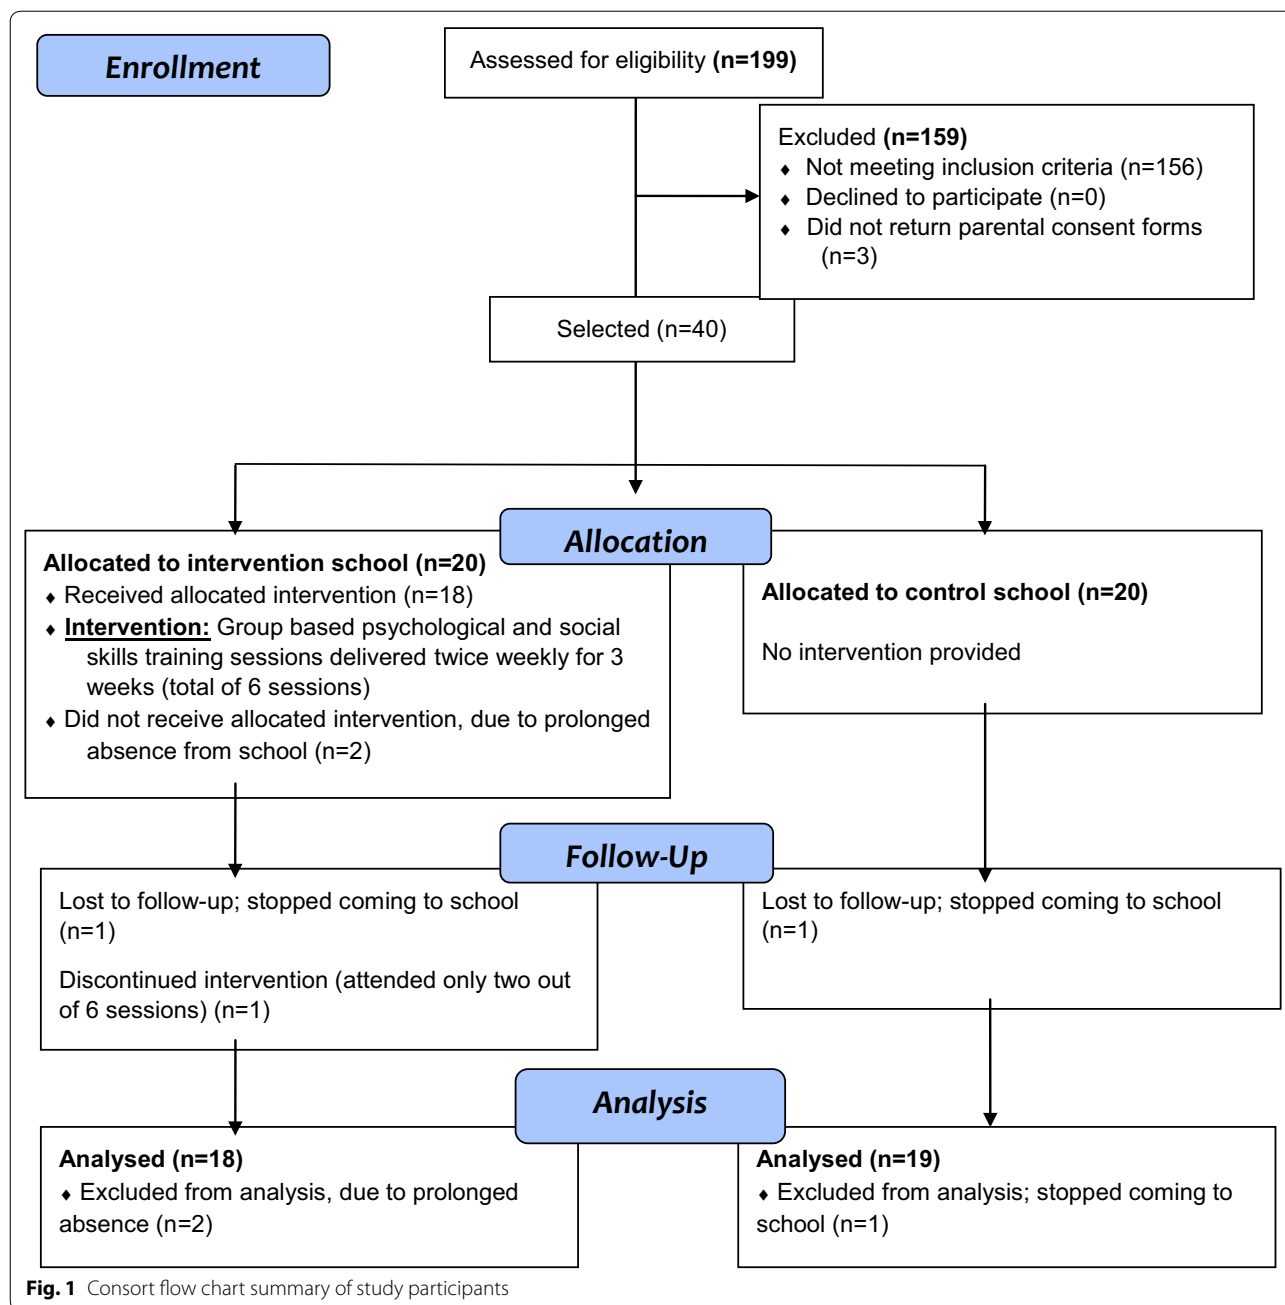 Enrollment
Assessed for eligibility (n=199)
Excluded (n=159)
♦ Not meeting inclusion criteria (n=156)
♦ Declined to participate (n=0)
♦ Did not return parental consent forms
(n=3)
Selected (n=40)
Allocation
Allocated to intervention school (n=20)
♦ Received allocated intervention (n=18)
♦ Intervention: Group based psychological and social
skills training sessions delivered twice weekly for 3
weeks (total of 6 sessions)
♦ Did not receive allocated intervention, due to prolonged
absence from school (n=2)
Allocated to control school (n=20)
No intervention provided
Follow-Up
Lost to follow-up; stopped coming to school
(n=1)
Discontinued intervention (attended only two out
of 6 sessions) (n=1)
Lost to follow-up; stopped coming to school
(n=1)
Analysis
Analysed (n=18)
♦ Excluded from analysis, due to prolonged
absence (n=2)
Analysed (n=19)
♦ Excluded from analysis; stopped coming to
school (n=1)
Fig. 1 Consort flow chart summary of study participants